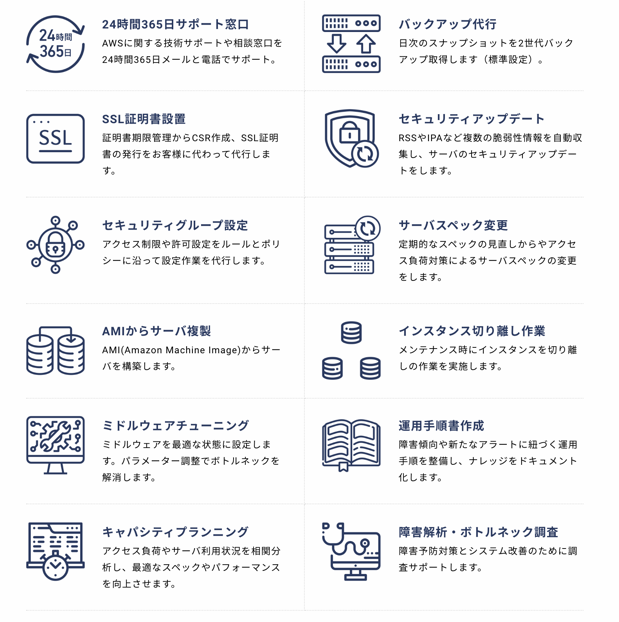 24時間
365日
24時間365日サポート窓口
AWSに関する技術サポートや相談窓口を
24時間365日メールと電話でサポート。
バックアップ代行
日次のスナップショットを2世代バック
アップ取得します（標準設定）。
SSL
SSL証明書設置
証明書期限管理からCSR作成、SSL証明
書の発行をお客様に代わって代行しま
す。
セキュリティアップデート
RSSやIPAなど複数の脆弱性情報を自動収
集し、サーバのセキュリティアップデー
トをします。
セキュリティグループ設定
アクセス制限や許可設定をルールとポリ
シーに沿って設定作業を代行します。
サーバスペック変更
定期的なスペックの見直しからやアクセ
ス負荷対策によるサーバスペックの変更
をします。
AMIからサーバ複製
AMI(Amazon Machine Image)からサー
バを構築します。
インスタンス切り離し作業
メンテナンス時にインスタンスを切り離
しの作業を実施します。
ミドルウェアチューニング
ミドルウェアを最適な状態に設定しま
す。パラメーター調整でボトルネックを
解消します。
運用手順書作成
障害傾向や新たなアラートに紐づく運用
手順を整備し、ナレッジをドキュメント
化します。
キャパシティプランニング
アクセス負荷やサーバ利用状況を相関分
析し、最適なスペックやパフォーマンス
を向上させます。
障害解析・ボトルネック調査
障害予防対策とシステム改善のために調
査サポートします。